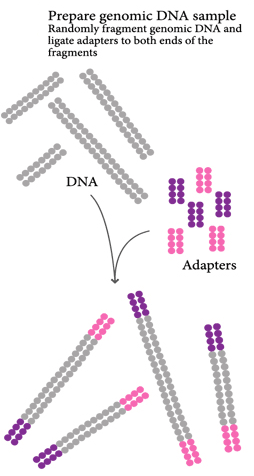 Prepare genomic DNA sample
Randomly fragment genomic DNA and
ligate adapters to both ends of the
fragments
DNA
Adapters